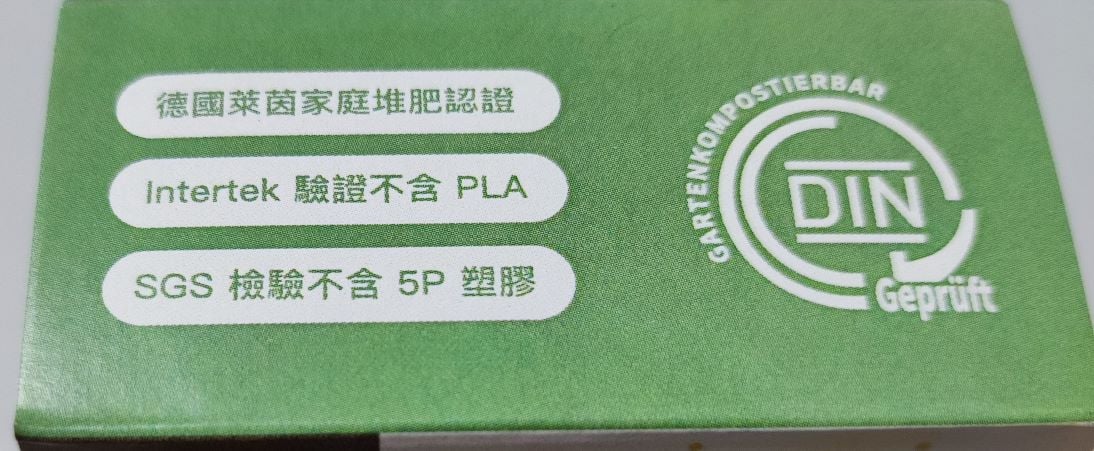 德國萊茵家庭堆肥認證
Intertek 驗證不含 PLA
SGS 檢驗不含 5P 塑膠
GARTENKOMPOSTIERBAR
DIN
Geprüft